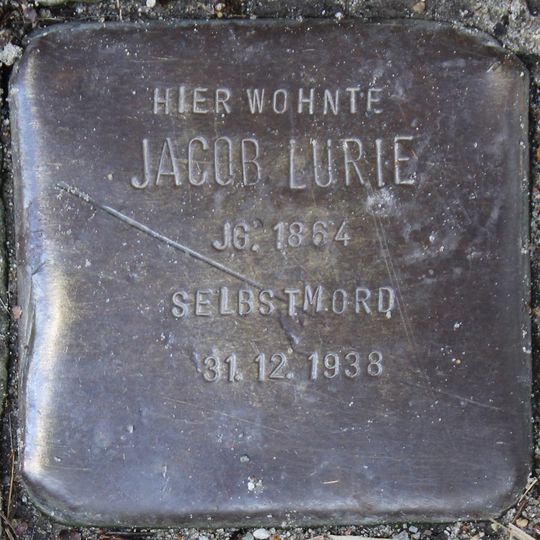 HIER WOHNTE
JACOB LURIE
JG. 1864
SELBSTMORD
31.12.1938